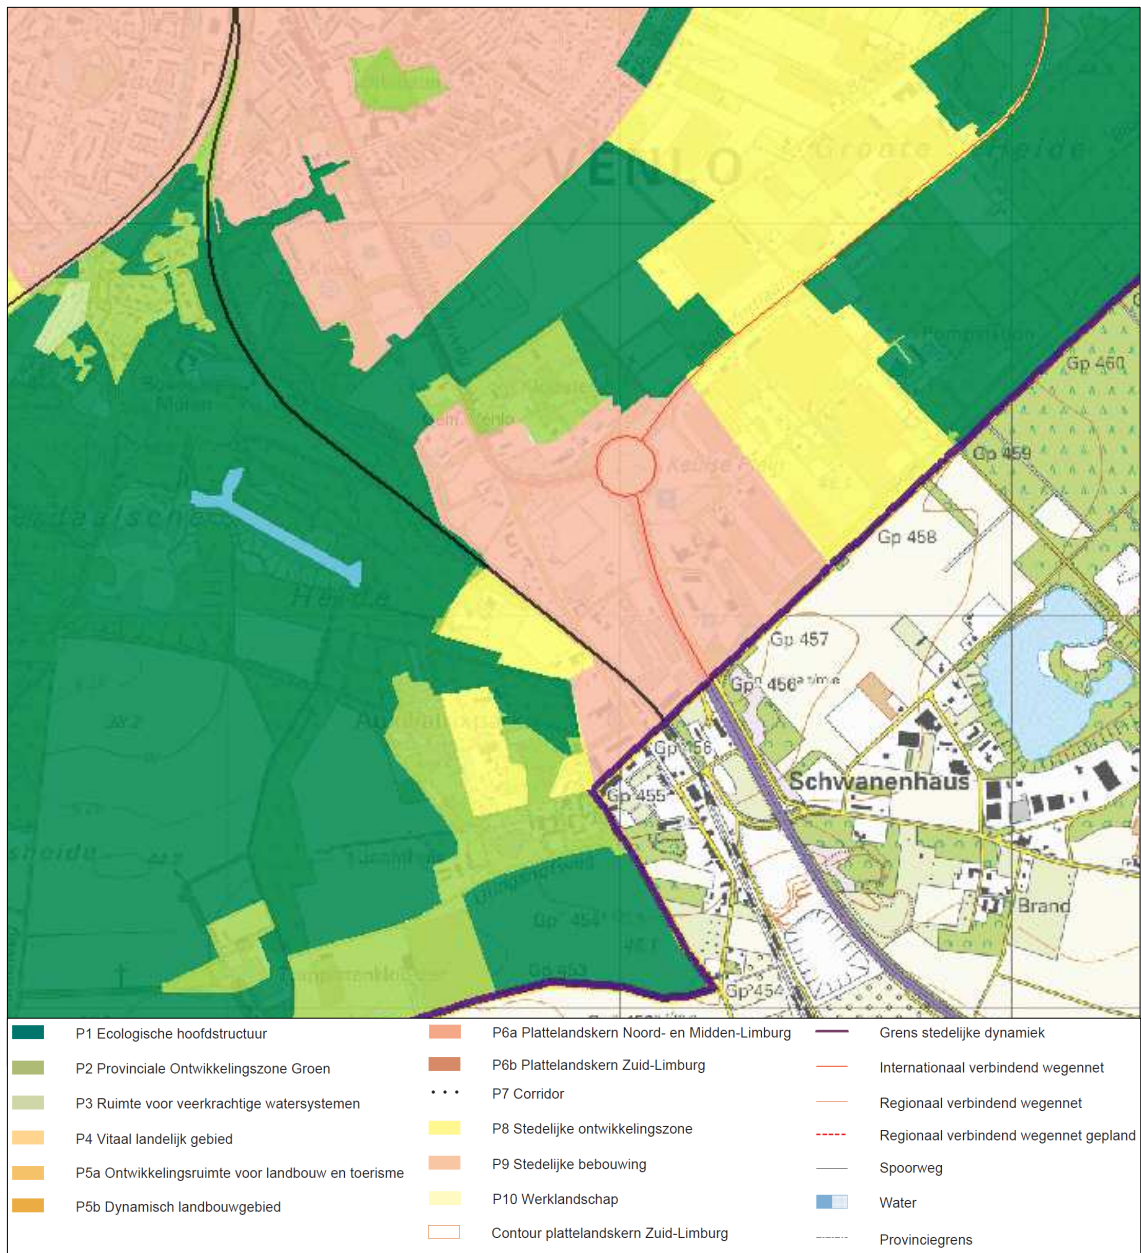 VENLO
Groote Heide
Gp 460
Gp 459
Gp 458
Gp 457
Gp 456
Gp 455
Schwanenhaus
Brand
Gp 454
Gp 453
Gp 454
P1 Ecologische hoofdstructuur
P2 Provinciale Ontwikkelingszone Groen
P3 Ruimte voor veerkrachtige watersystemen
P4 Vitaal landelijk gebied
P5a Ontwikkelingsruimte voor landbouw en toerisme
P5b Dynamisch landbouwgebied
P6a Plattelandskern Noord- en Midden-Limburg
P6b Plattelandskern Zuid-Limburg
P7 Corridor
P8 Stedelijke ontwikkelingszone
P9 Stedelijke bebouwing
P10 Werklandschap
Contour plattelandskern Zuid-Limburg
Grens stedelijke dynamiek
Internationaal verbindend wegennet
Regionaal verbindend wegennet
Regionaal verbindend wegennet gepland
Spoorweg
Water
Provinciegrens